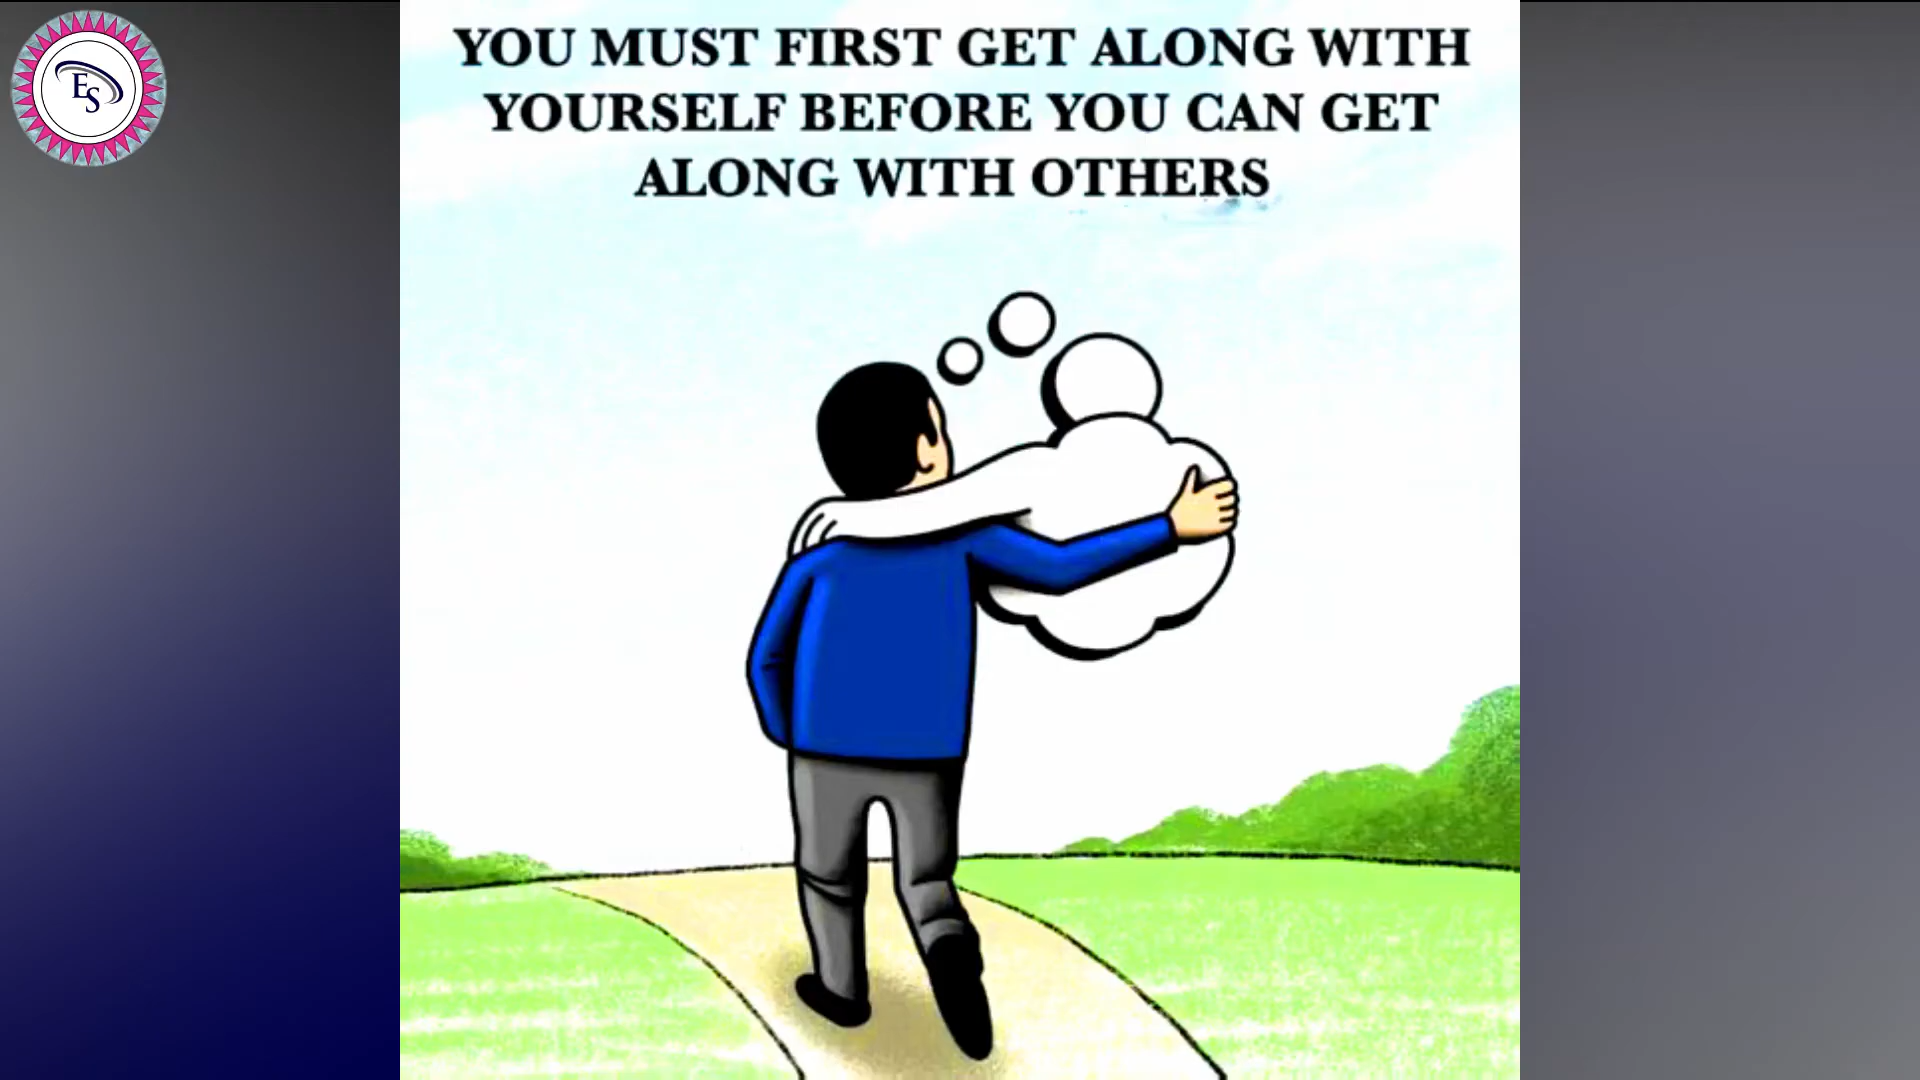 ES
YOU MUST FIRST GET ALONG WITH
YOURSELF BEFORE YOU CAN GET
ALONG WITH OTHERS